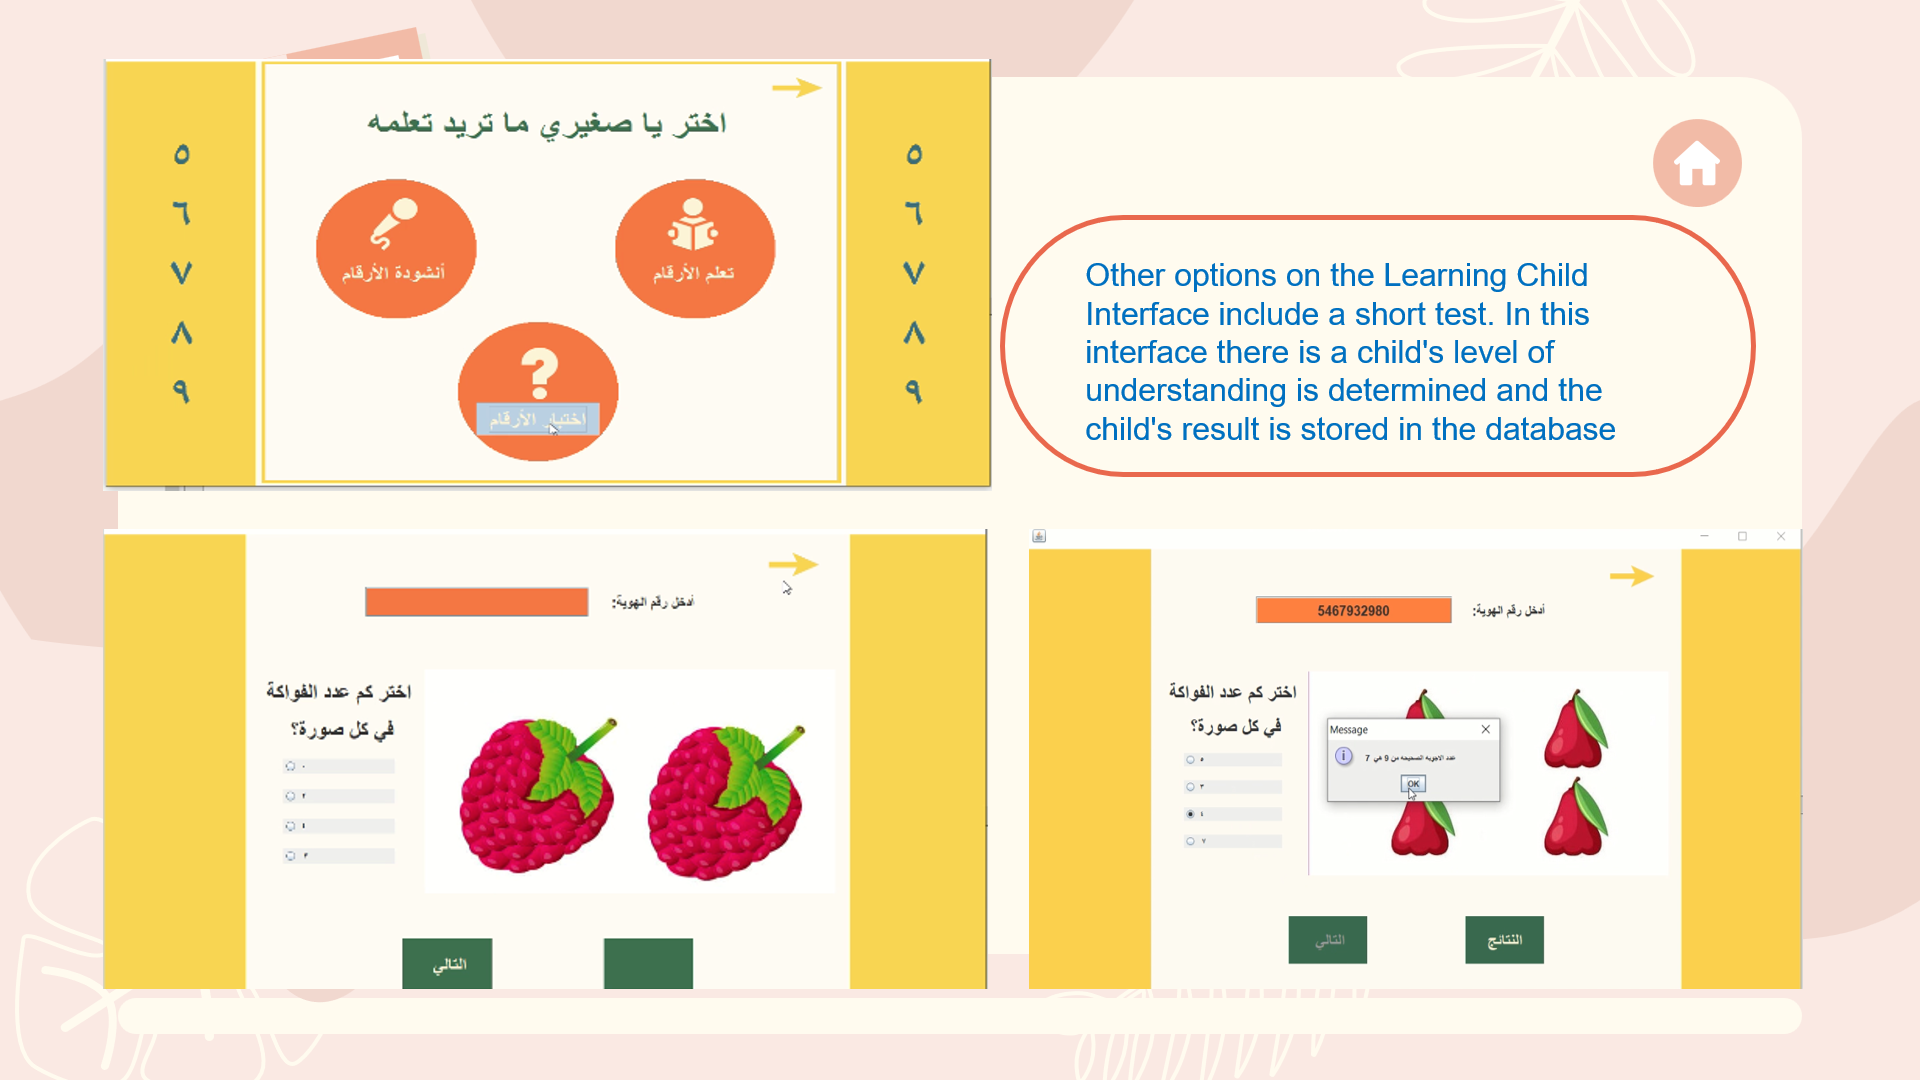 اختر يا صغيري ما تريد تعلمه
٥
٦
٧
٨
٩
٥
٦
٧
٨
٩
تعلم الأرقام
أنشودة الأرقام
اختبار الأرقام
Other options on the Learning Child
Interface include a short test. In this
interface there is a child's level of
understanding is determined and the
child's result is stored in the database
أدخل رقم الهوية:
اختر كم عدد الفواكة
في كل صورة؟
٠
٢
٣
التالي
أدخل رقم الهوية:
5467932980
اختر كم عدد الفواكة
في كل صورة؟
٥
٣
٤
٧
Message
عدد الاجوبه الصحيحه من 9 هي 7
OK
التالي
النتائج